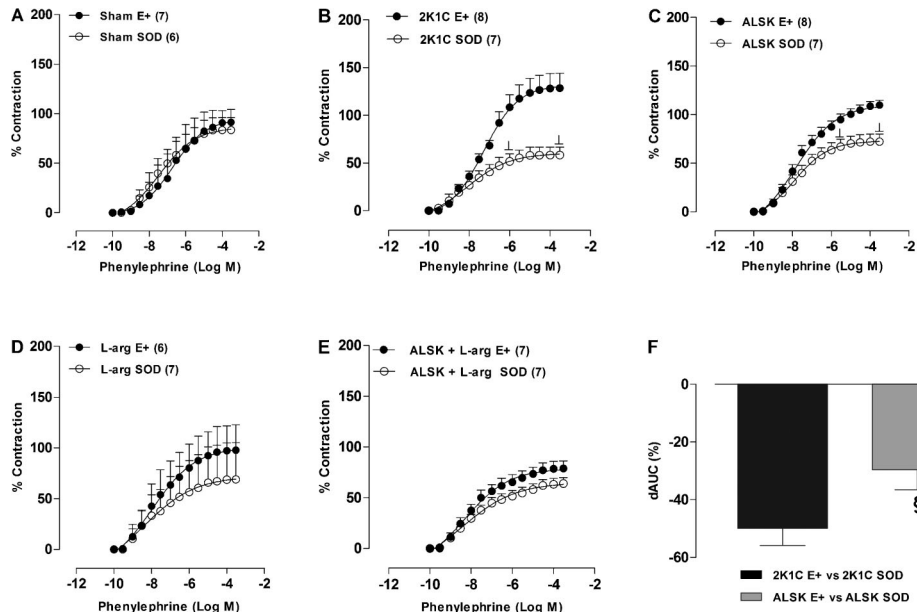 A
Sham E+ (7)
Sham SOD (6)
200
150
100
50
0
% Contraction
-12 -10 -8 -6 -4 -2
Phenylephrine (Log M)
B
2K1C E+ (8)
2K1C SOD (7)
200
150
100
50
0
% Contraction
-12 -10 -8 -6 -4 -2
Phenylephrine (Log M)
C
ALSK E+ (8)
ALSK SOD (7)
200
150
100
50
0
% Contraction
-12 -10 -8 -6 -4 -2
Phenylephrine (Log M)
D
L-arg E+ (6)
L-arg SOD (7)
200
150
100
50
0
% Contraction
-12 -10 -8 -6 -4 -2
Phenylephrine (Log M)
E
ALSK + L-arg E+ (7)
ALSK + L-arg SOD (7)
200
150
100
50
0
% Contraction
-12 -10 -8 -6 -4 -2
Phenylephrine (Log M)
F
0
-20
-40
-60
dAUC (%)
2K1C E+ vs 2K1C SOD
ALSK E+ vs ALSK SOD